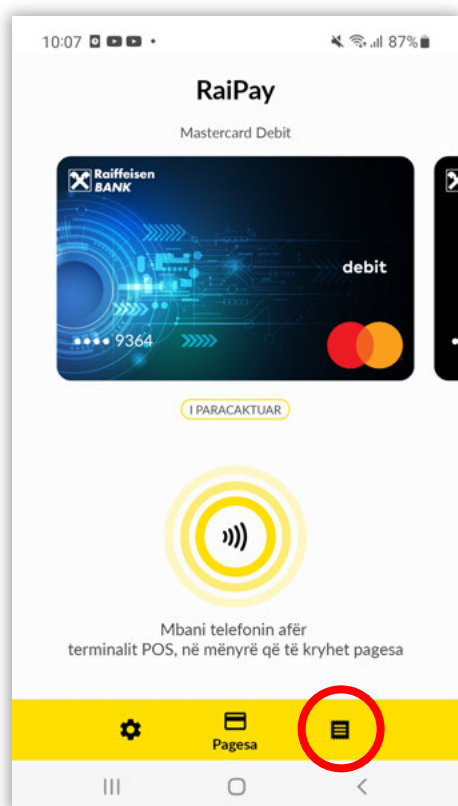 10:07
87%
RaiPay
Mastercard Debit
Raiffeisen
BANK
debit
•••• 9364
I PARACAKTUAR
Mbani telefonin afër
terminalit POS, në mënyrë që të kryhet pagesa
Pagesa